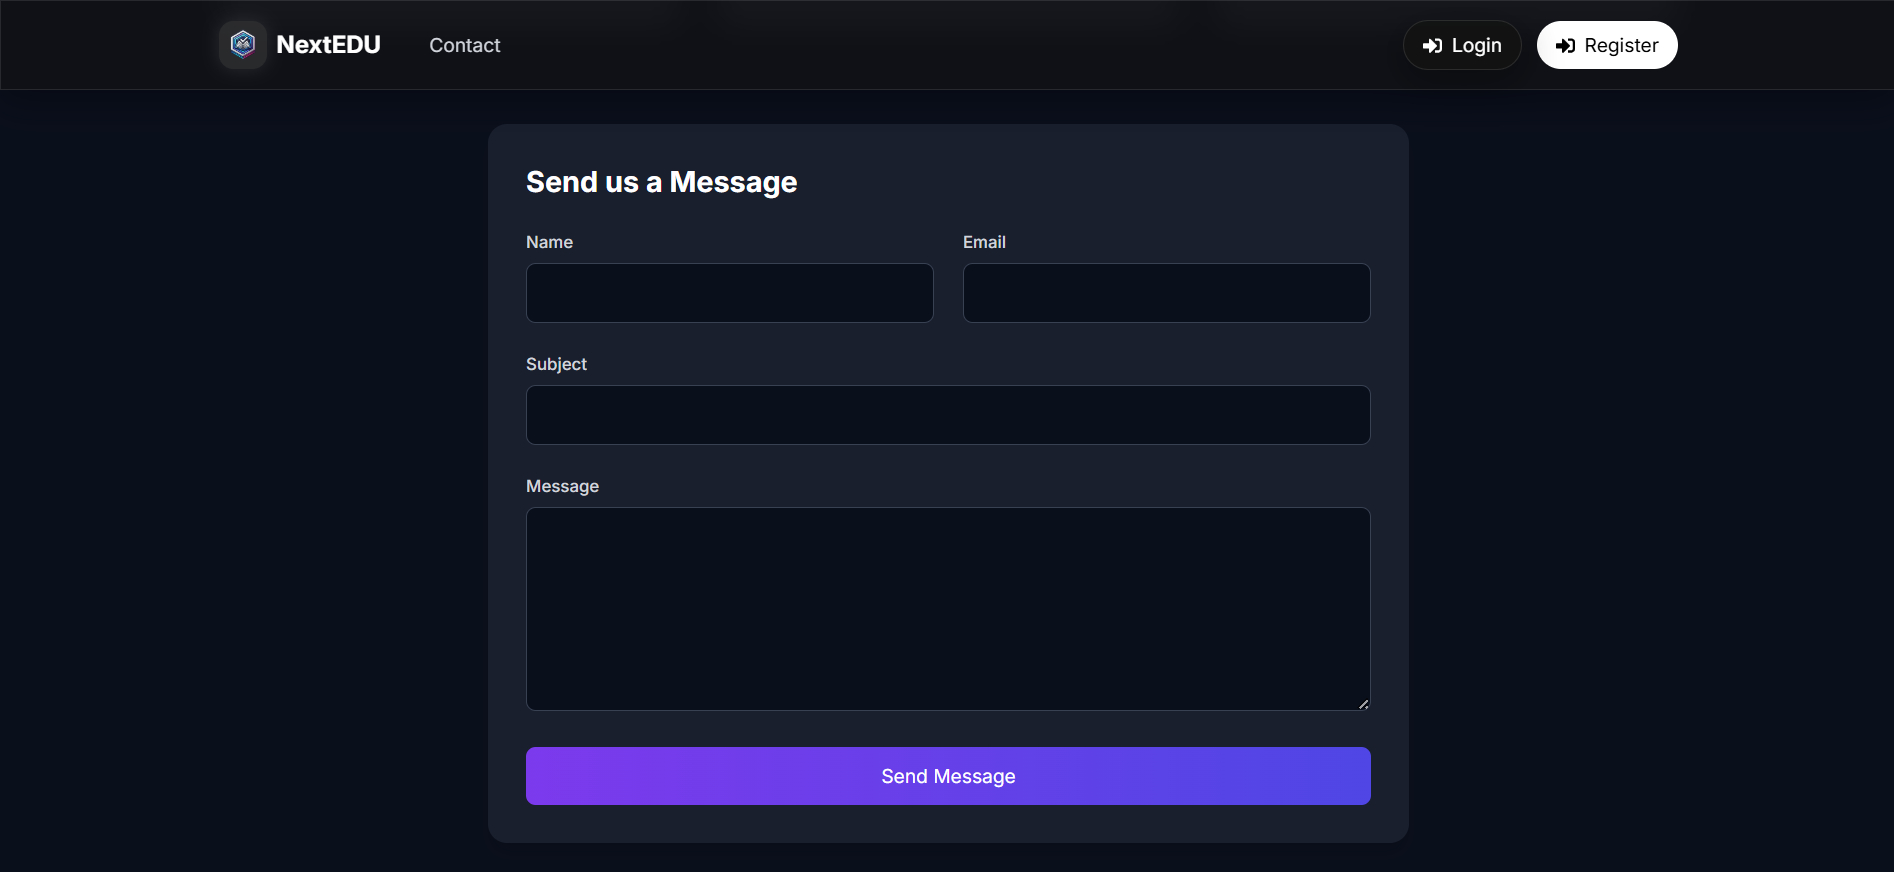 NextEDU Contact Login Register
Send us a Message
Name Email
Subject
Message
Send Message